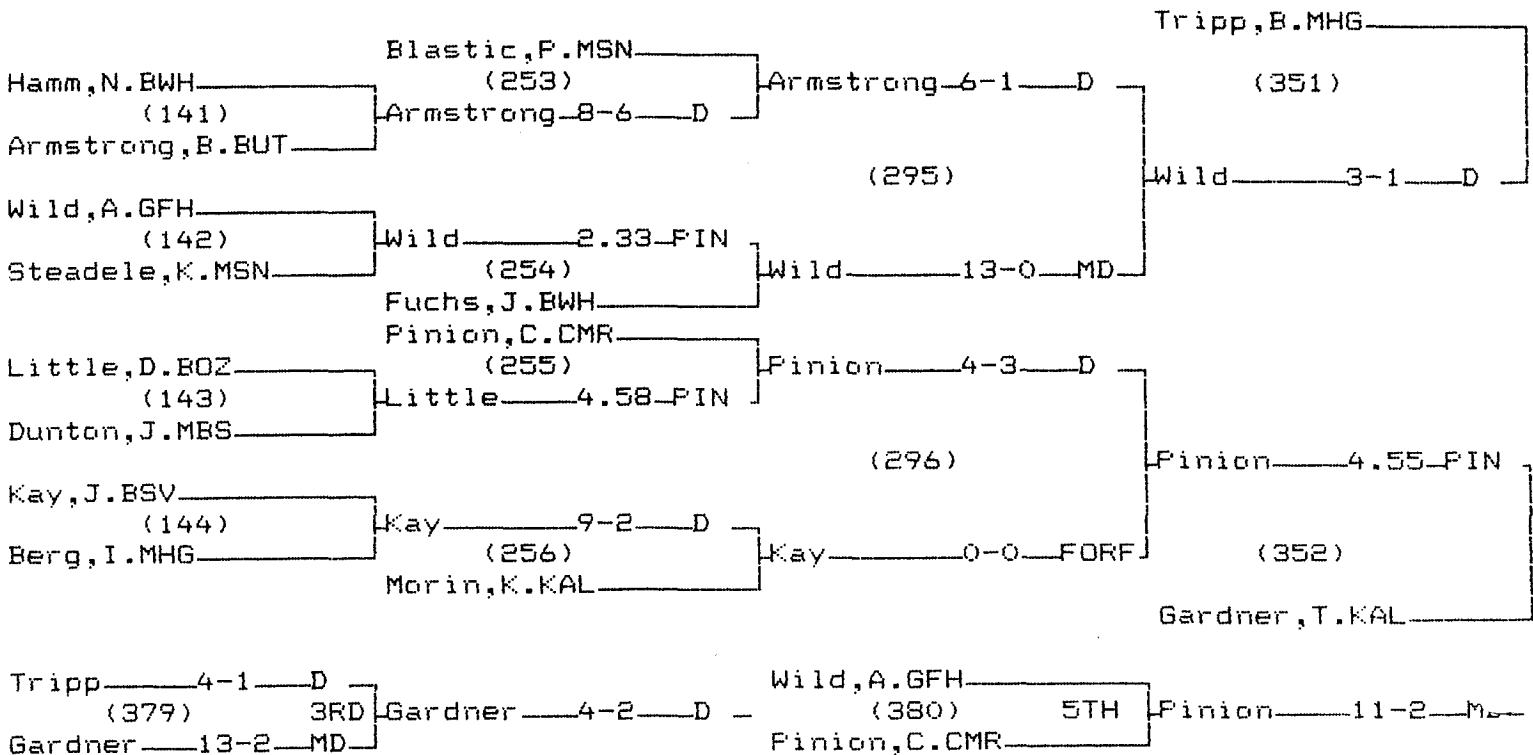 Tripp,B.MHG
Blastic,P.MSN
Hamm,N.BWH (253) Armstrong 6-1 D (351)
(141) Armstrong 8-6 D
Armstrong,B.BUT
(295) Wild 3-1 D
Wild,A.GFH
(142) Wild 2.33 PIN
Steadele,K.MSN (254) Wild 13-0 MD
Fuchs,J.BWH
Pinion,C.CMR
Little,D.BOZ (255) Pinion 4-3 D
(143) Little 4.58 PIN
Dunton,J.MBS
(296) Pinion 4.55 PIN
Kay,J.BSV
(144) Kay 9-2 D
Berg,I.MHG (256) Kay 0-0 FORF (352)
Morin,K.KAL
Gardner,T.KAL
Tripp 4-1 D Wild,A.GFH
(379) 3RD Gardner 4-2 D (380) 5TH Pinion 11-2
Gardner 13-2 MD Pinion,C.CMR